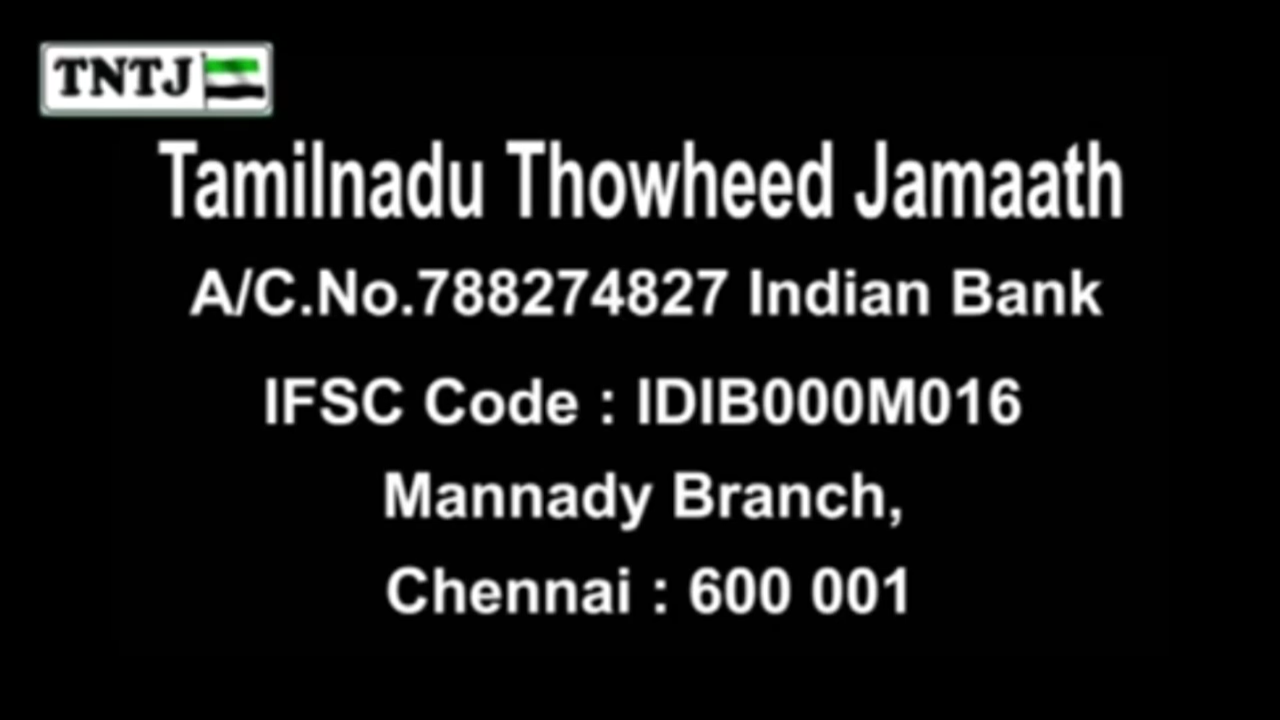 TNTJ
Tamilnadu Thowheed Jamaath
A/C.No.788274827 Indian Bank
IFSC Code : IDIB000M016
Mannady Branch,
Chennai : 600 001